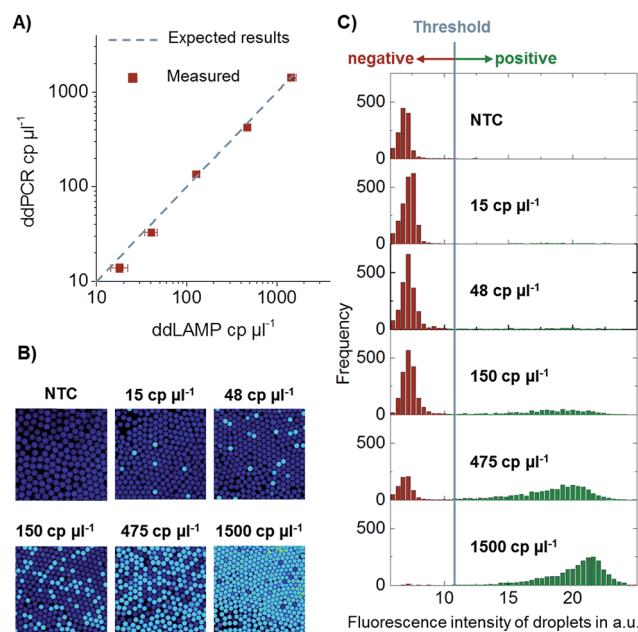 A)
Expected results
Measured
1000
100
10
10 100 1000
ddPCR cp µl-1
ddLAMP cp µl-1
B)
NTC 15 cp µl-1 48 cp µl-1
150 cp µl-1 475 cp µl-1 1500 cp µl-1
C)
Threshold
negative positive
500
0
NTC
500
0
15 cp µl-1
500
0
48 cp µl-1
500
0
150 cp µl-1
500
0
475 cp µl-1
500
0
1500 cp µl-1
Frequency
10 15 20
Fluorescence intensity of droplets in a.u.